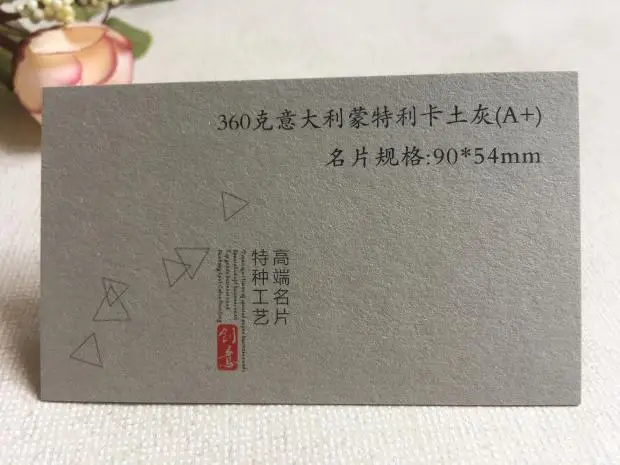 360克意大利蒙特利卡土灰(A+)
名片规格:90*54mm
高端名片
特种工艺
创意